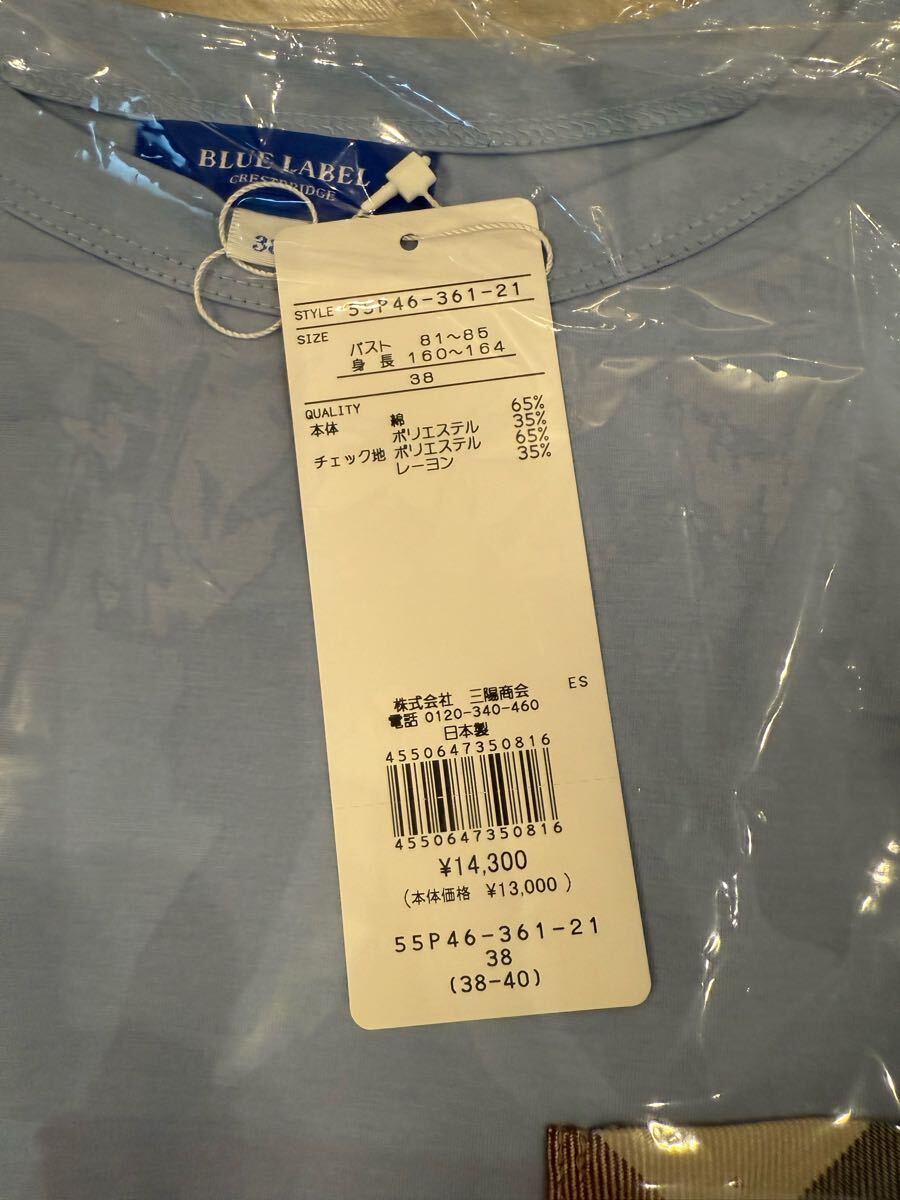 BLUE LABEL
CRESTBRIDGE
38
STYLE 55P46-361-21
SIZE
バスト 81~85
身長 160~164
38
QUALITY
本体 綿 65%
ポリエステル 35%
チェック地 ポリエステル 65%
レーヨン 35%
ES
株式会社 三陽商会
電話 0120-340-460
日本製
4550647350816
4550647350816
¥14,300
(本体価格 ¥13,000)
55P46-361-21
38
(38-40)